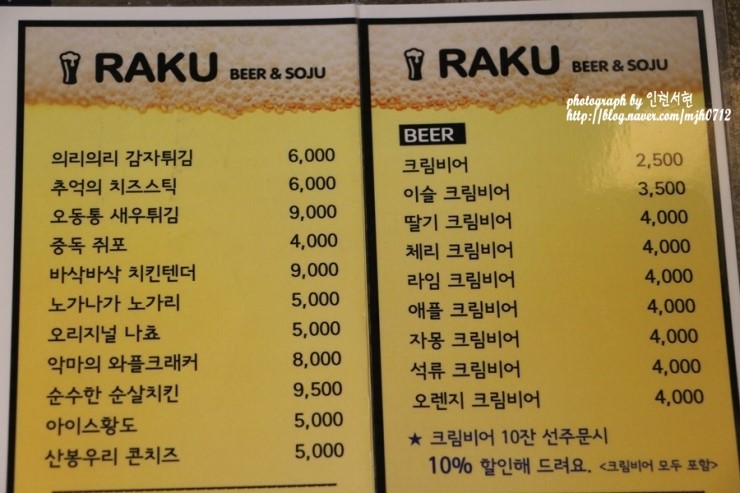 RAKU BEER & SOJU
의리의리 감자튀김 6,000
추억의 치즈스틱 6,000
오동통 새우튀김 9,000
중독 쥐포 4,000
바삭바삭 치킨텐더 9,000
노가나가 노가리 5,000
오리지널 나쵸 5,000
악마의 와플크래커 8,000
순수한 순살치킨 9,500
아이스황도 5,000
산봉우리 콘치즈 5,000
RAKU BEER & SOJU
photograph by 인현서현
http://blog.naver.com/mjh0712
BEER
크림비어 2,500
이슬 크림비어 3,500
딸기 크림비어 4,000
체리 크림비어 4,000
라임 크림비어 4,000
애플 크림비어 4,000
자몽 크림비어 4,000
석류 크림비어 4,000
오렌지 크림비어 4,000
★ 크림비어 10잔 선주문시
10% 할인해 드려요. <크림비어 모두 포함>